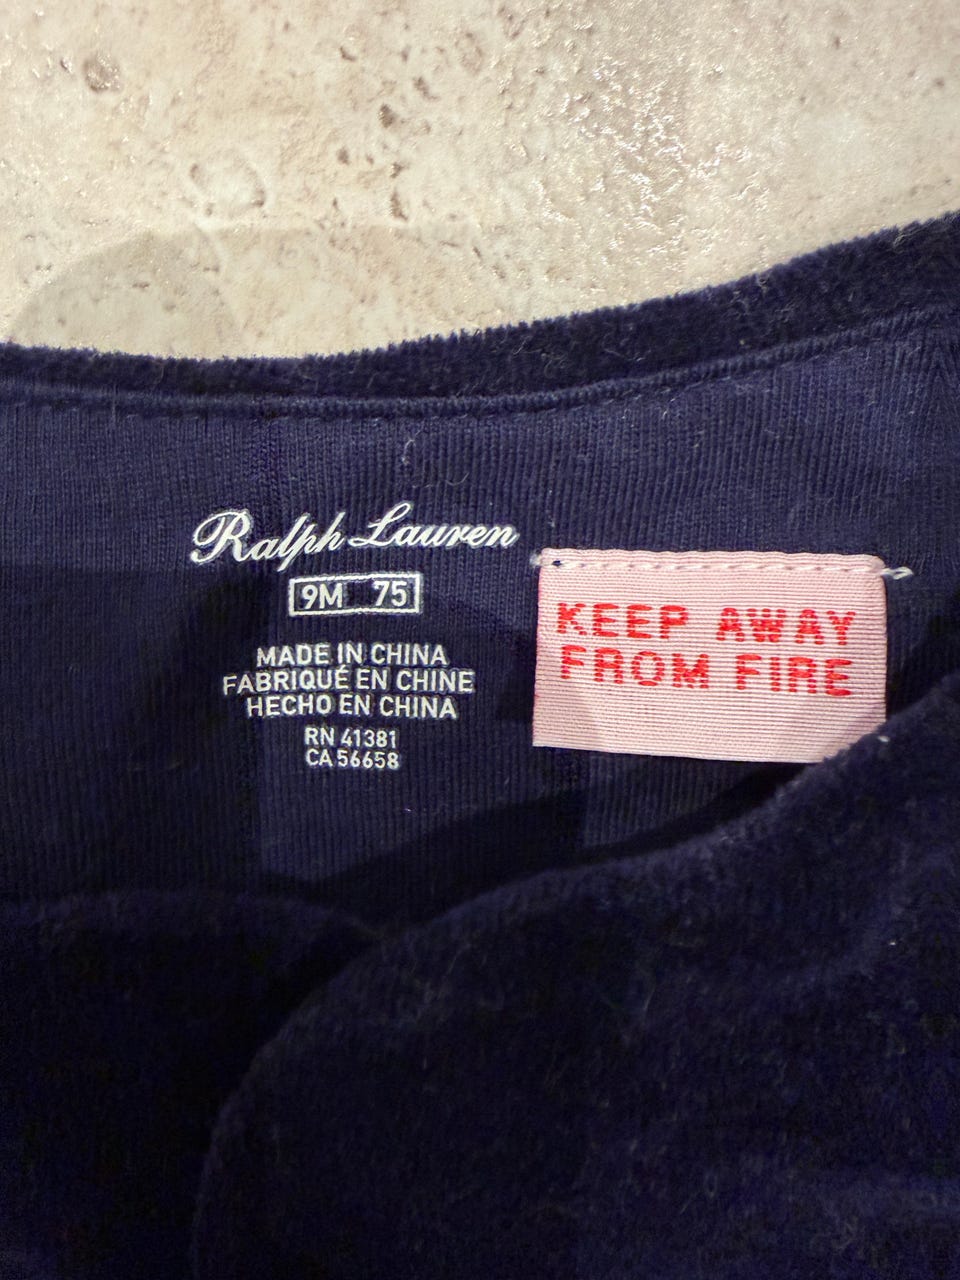 Ralph Lauren
9M 75
MADE IN CHINA
FABRIQUÉ EN CHINE
HECHO EN CHINA
RN 41381
CA 56658
KEEP AWAY
FROM FIRE